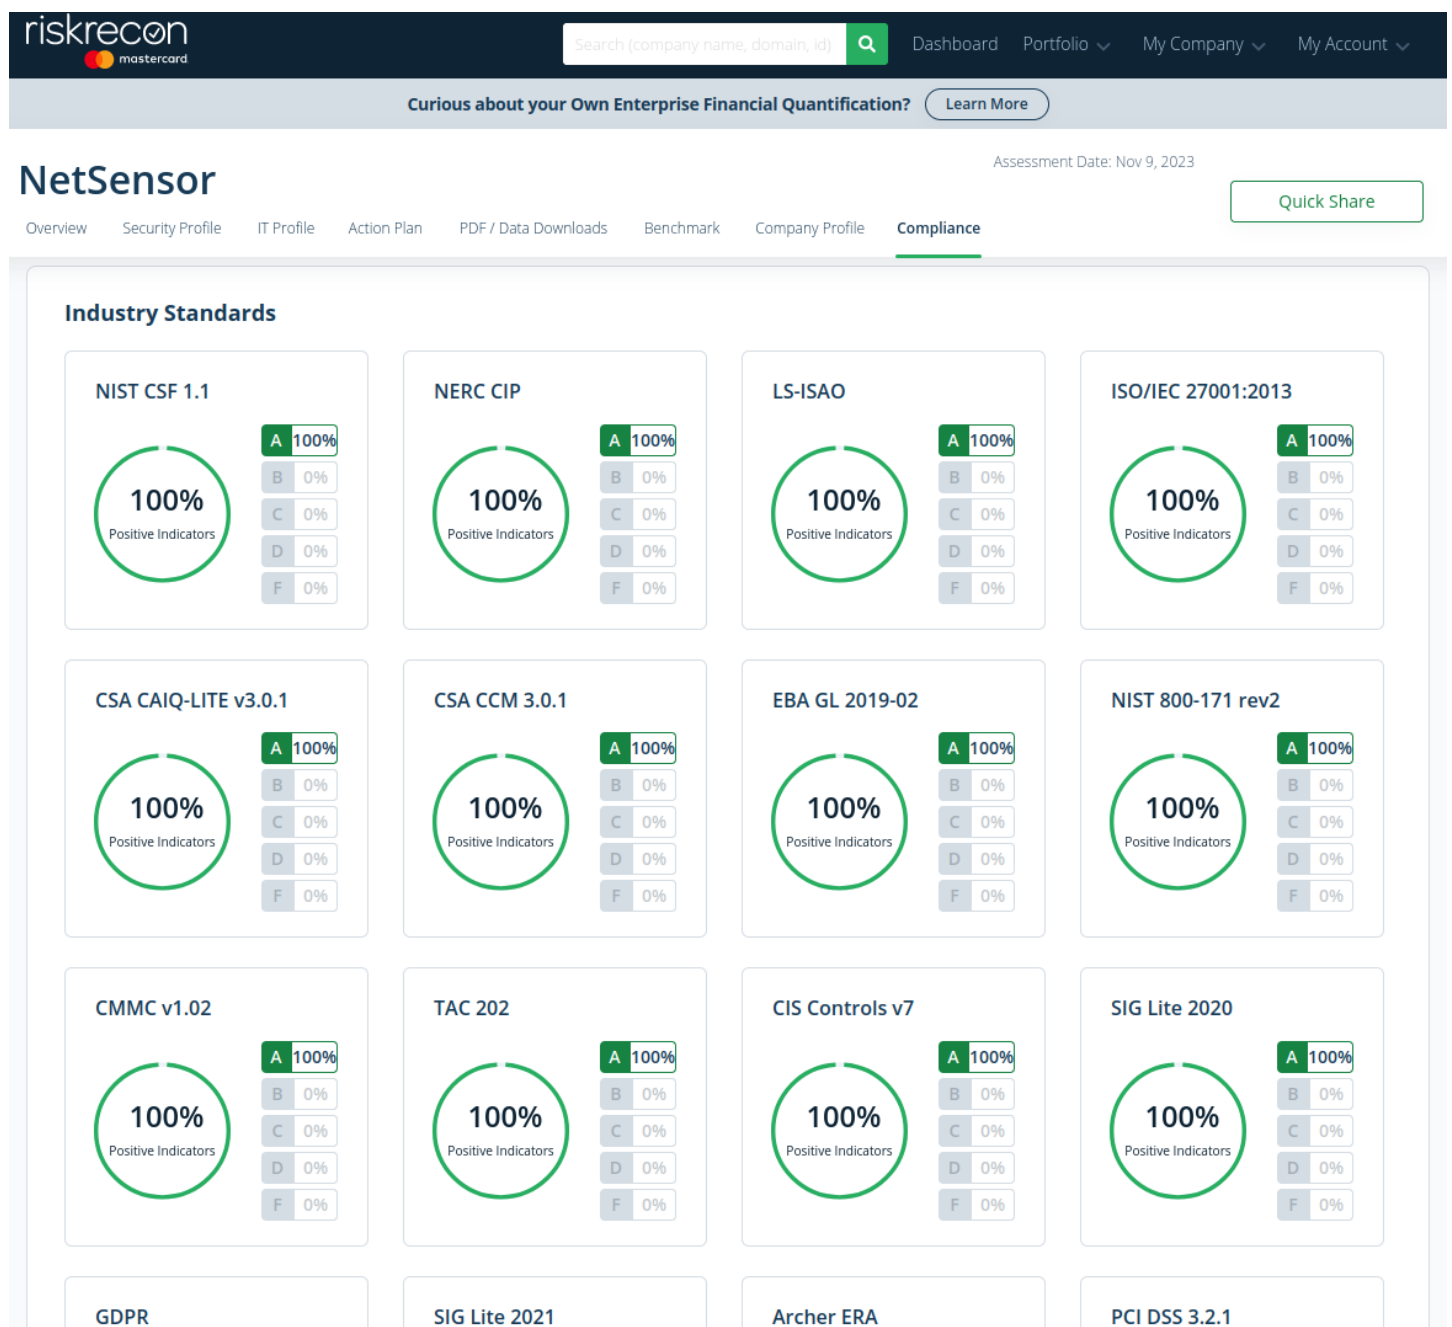 riskrecon
mastercard
Search (company name, domain, id)
Dashboard Portfolio My Company My Account
Curious about your Own Enterprise Financial Quantification? Learn More
NetSensor
Assessment Date: Nov 9, 2023
Quick Share
Overview Security Profile IT Profile Action Plan PDF / Data Downloads Benchmark Company Profile Compliance
Industry Standards
NIST CSF 1.1
100%
Positive Indicators
A 100%
B 0%
C 0%
D 0%
F 0%
NERC CIP
100%
Positive Indicators
A 100%
B 0%
C 0%
D 0%
F 0%
LS-ISAO
100%
Positive Indicators
A 100%
B 0%
C 0%
D 0%
F 0%
ISO/IEC 27001:2013
100%
Positive Indicators
A 100%
B 0%
C 0%
D 0%
F 0%
CSA CAIQ-LITE v3.0.1
100%
Positive Indicators
A 100%
B 0%
C 0%
D 0%
F 0%
CSA CCM 3.0.1
100%
Positive Indicators
A 100%
B 0%
C 0%
D 0%
F 0%
EBA GL 2019-02
100%
Positive Indicators
A 100%
B 0%
C 0%
D 0%
F 0%
NIST 800-171 rev2
100%
Positive Indicators
A 100%
B 0%
C 0%
D 0%
F 0%
CMMC v1.02
100%
Positive Indicators
A 100%
B 0%
C 0%
D 0%
F 0%
TAC 202
100%
Positive Indicators
A 100%
B 0%
C 0%
D 0%
F 0%
CIS Controls v7
100%
Positive Indicators
A 100%
B 0%
C 0%
D 0%
F 0%
SIG Lite 2020
100%
Positive Indicators
A 100%
B 0%
C 0%
D 0%
F 0%
GDPR
SIG Lite 2021
Archer ERA
PCI DSS 3.2.1